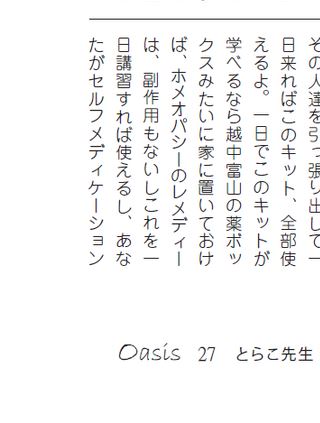 その人達を引っ張り出して一
日来ればこのキット、全部使
えるよ。一日でこのキットが
学べるなら越中富山の薬ボッ
クスみたいに家に置いておけ
ば、ホメオパシーのレメディー
は、副作用もないしこれを一
日講習すれば使えるし、あな
たがセルフメディケーション
Oasis 27 とらこ先生